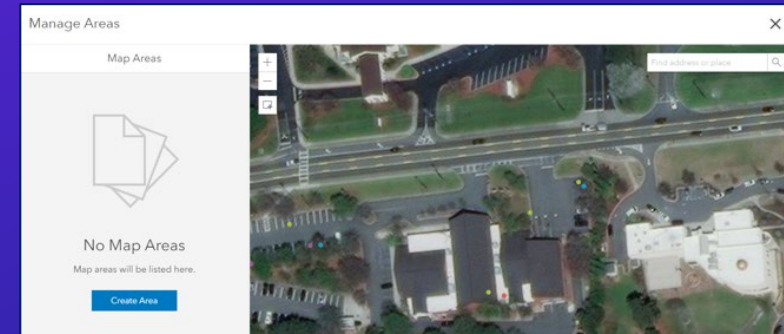 Manage Areas
Map Areas
Find address or place
No Map Areas
Map areas will be listed here.
Create Area